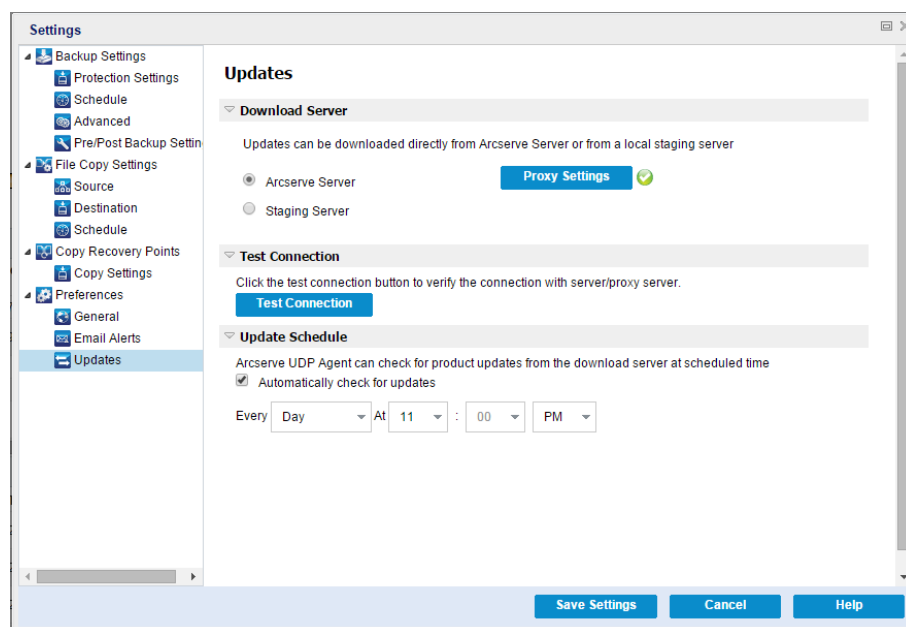 Settings
Backup Settings
Protection Settings
Schedule
Advanced
Pre/Post Backup Settin
File Copy Settings
Source
Destination
Schedule
Copy Recovery Points
Copy Settings
Preferences
General
Email Alerts
Updates
Updates
Download Server
Updates can be downloaded directly from Arcserve Server or from a local staging server
Arcserve Server
Proxy Settings
Staging Server
Test Connection
Click the test connection button to verify the connection with server/proxy server.
Test Connection
Update Schedule
Arcserve UDP Agent can check for product updates from the download server at scheduled time
Automatically check for updates
Every Day At 11 : 00 PM
Save Settings Cancel Help